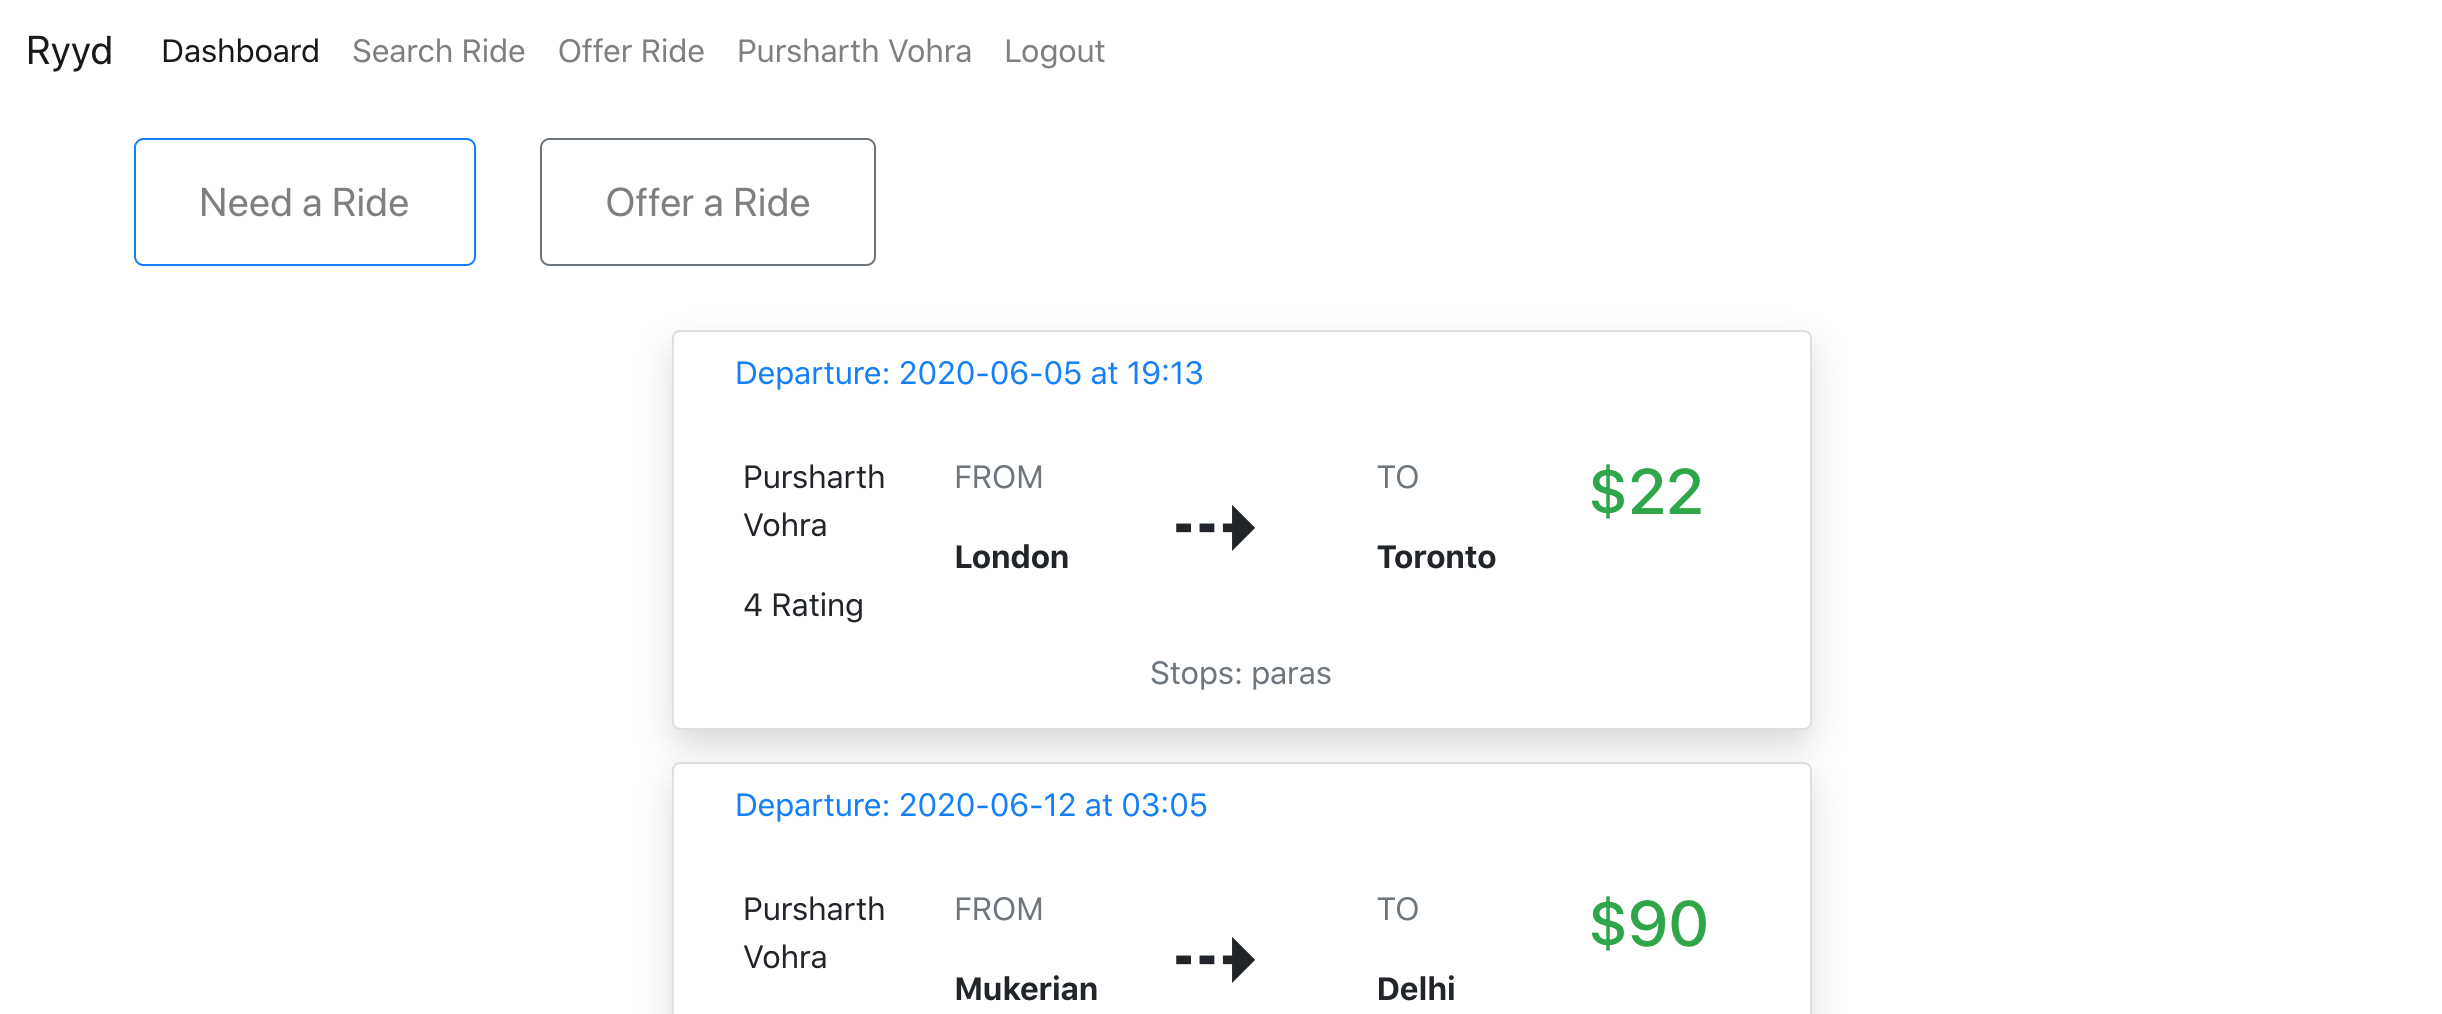 Ryyd Dashboard Search Ride Offer Ride Pursharth Vohra Logout
Need a Ride Offer a Ride
Departure: 2020-06-05 at 19:13
Pursharth Vohra
4 Rating
FROM
London
TO
Toronto
$22
Stops: paras
Departure: 2020-06-12 at 03:05
Pursharth Vohra
FROM
Mukerian
TO
Delhi
$90